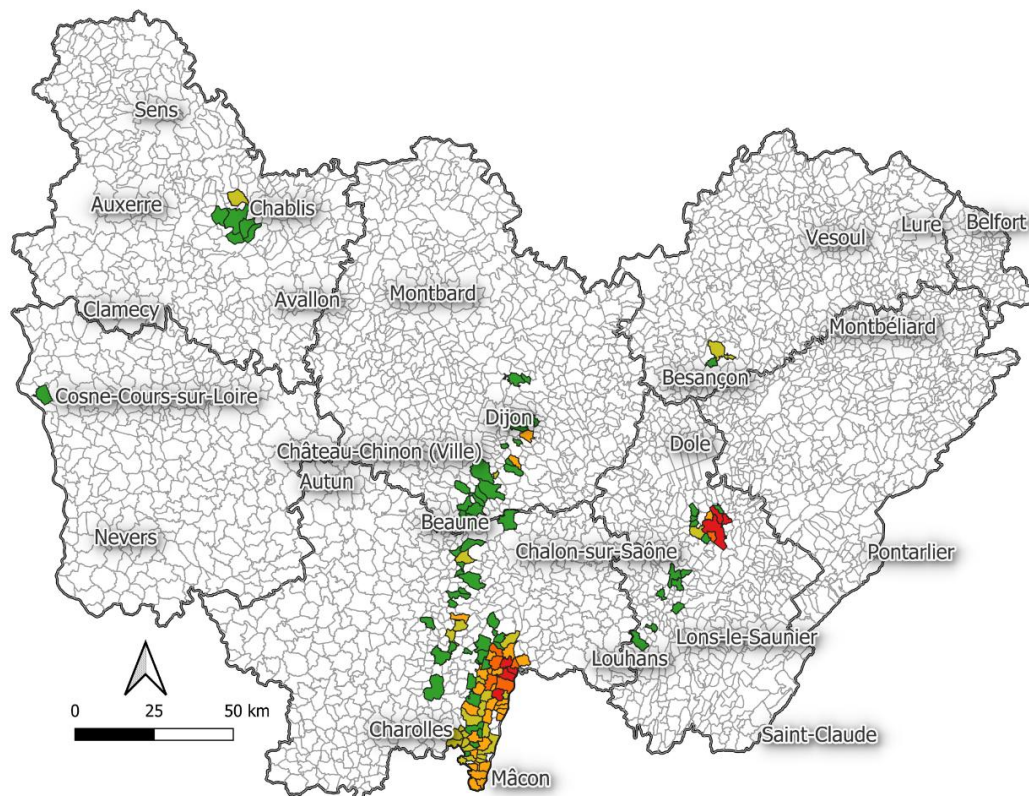 Sens
Auxerre
Chablis
Vesoul
Lure
Belfort
Clamecy
Avallon
Montbard
Montbéliard
Besançon
Cosne-Cours-sur-Loire
Dijon
Dole
Château-Chinon (Ville)
Autun
Beaune
Nevers
Chalon-sur-Saône
Pontarlier
Lons-le-Saunier
Louhans
0 25 50 km
Charolles
Saint-Claude
Mâcon